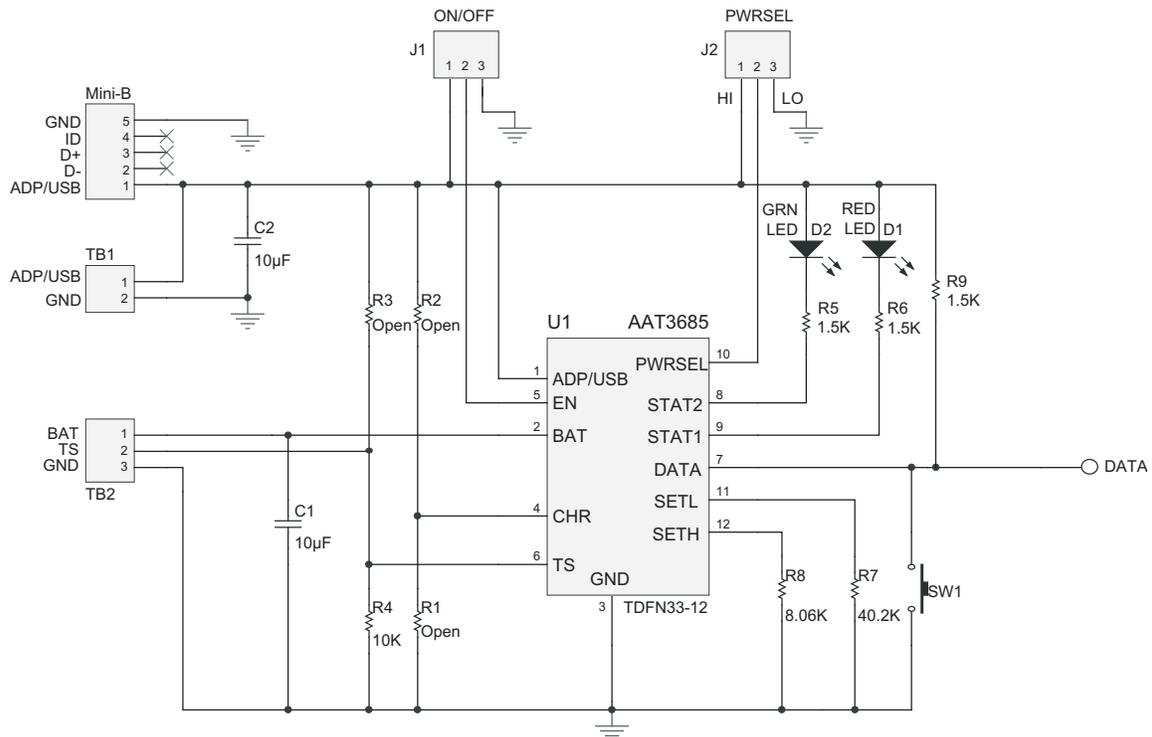 ON/OFF
J1
1 2 3
PWRSEL
J2
1 2 3
HI LO
Mini-B
GND 5
ID 4
D+ 3
D- 2
ADP/USB 1
TB1
ADP/USB 1
GND 2
C2
10µF
R3
Open
R2
Open
GRN
LED D2
RED
LED D1
R5
1.5K
R6
1.5K
R9
1.5K
U1 AAT3685
1 ADP/USB
5 EN
2 BAT
4 CHR
6 TS
GND
3
PWRSEL 10
STAT2 8
STAT1 9
DATA 7
SETL 11
SETH 12
TDFN33-12
DATA
BAT 1
TS 2
GND 3
TB2
C1
10µF
R4
10K
R1
Open
R8
8.06K
R7
40.2K
SW1